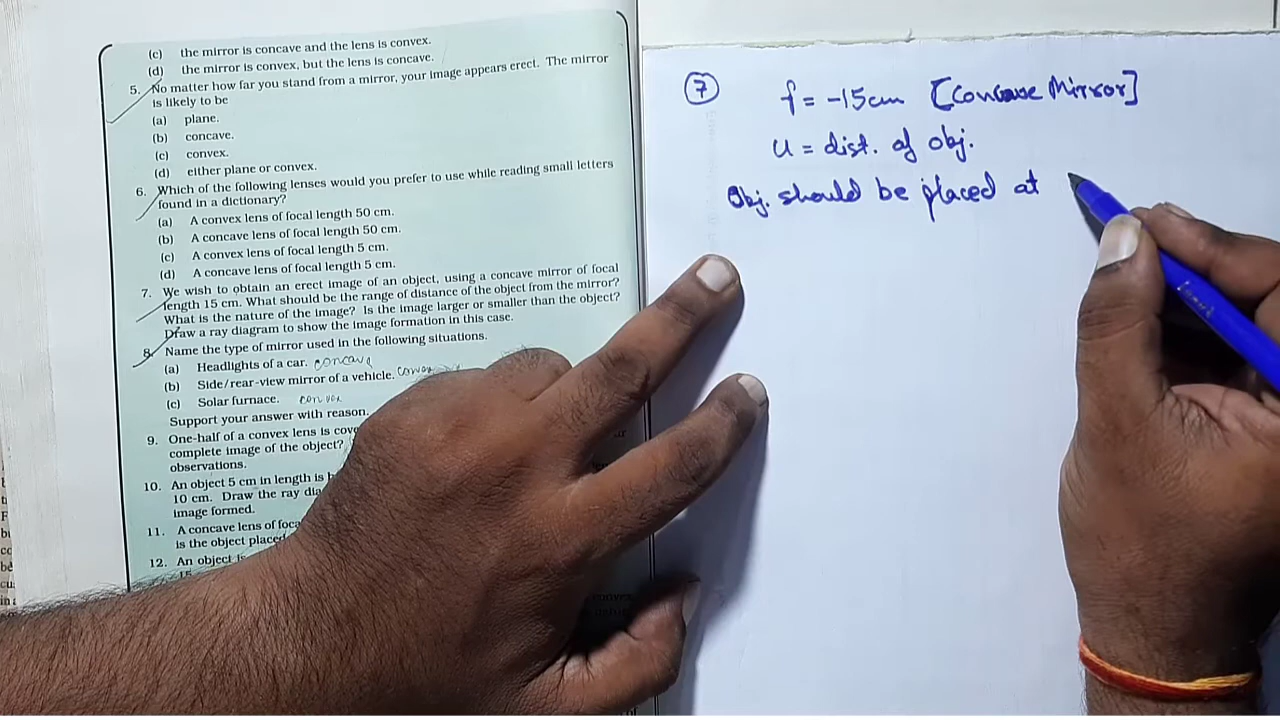 (c) the mirror is concave and the lens is convex.
(d) the mirror is convex, but the lens is concave.
5. No matter how far you stand from a mirror, your image appears erect. The mirror
is likely to be
(a) plane.
(b) concave.
(c) convex.
(d) either plane or convex.
6. Which of the following lenses would you prefer to use while reading small letters
found in a dictionary?
(a) A convex lens of focal length 50 cm.
(b) A concave lens of focal length 50 cm.
(c) A convex lens of focal length 5 cm.
(d) A concave lens of focal length 5 cm.
7. We wish to obtain an erect image of an object, using a concave mirror of focal
length 15 cm. What should be the range of distance of the object from the mirror?
What is the nature of the image? Is the image larger or smaller than the object?
Draw a ray diagram to show the image formation in this case.
8. Name the type of mirror used in the following situations.
(a) Headlights of a car. concave
(b) Side/rear-view mirror of a vehicle.
(c) Solar furnace. convex
Support your answer with reason.
9. One-half of a convex lens is
complete image of the object?
observations.
10. An object 5 cm in length is
10 cm. Draw the ray
image formed.
11. A concave lens of
is the object placed
12. An object
7 f = -15cm [Concave Mirror]
u = dist. of obj.
Obj. should be placed at